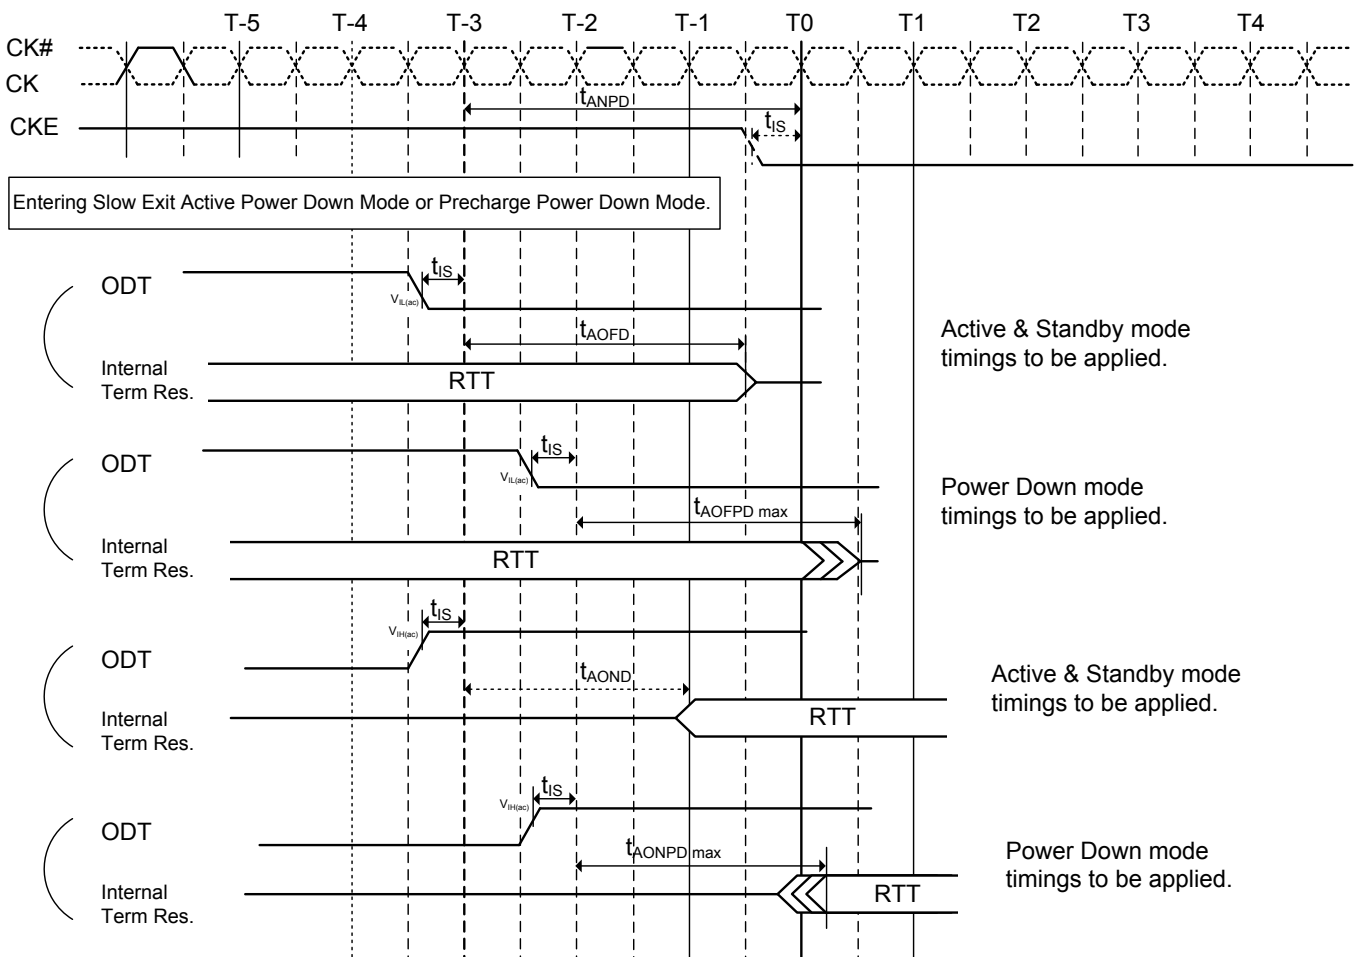 T-5 T-4 T-3 T-2 T-1 T0 T1 T2 T3 T4
CK#
CK
tANPD
CKE
tIS
Entering Slow Exit Active Power Down Mode or Precharge Power Down Mode.
tIS
ODT
VIL(ac)
tAOFD
Active & Standby mode
timings to be applied.
Internal
Term Res.
RTT
tIS
ODT
VIL(ac)
Power Down mode
timings to be applied.
tAOFPD max
Internal
Term Res.
RTT
tIS
VIH(ac)
ODT
tAOND
Active & Standby mode
timings to be applied.
Internal
Term Res.
RTT
tIS
VIH(ac)
ODT
tAONPD max
Power Down mode
timings to be applied.
Internal
Term Res.
RTT